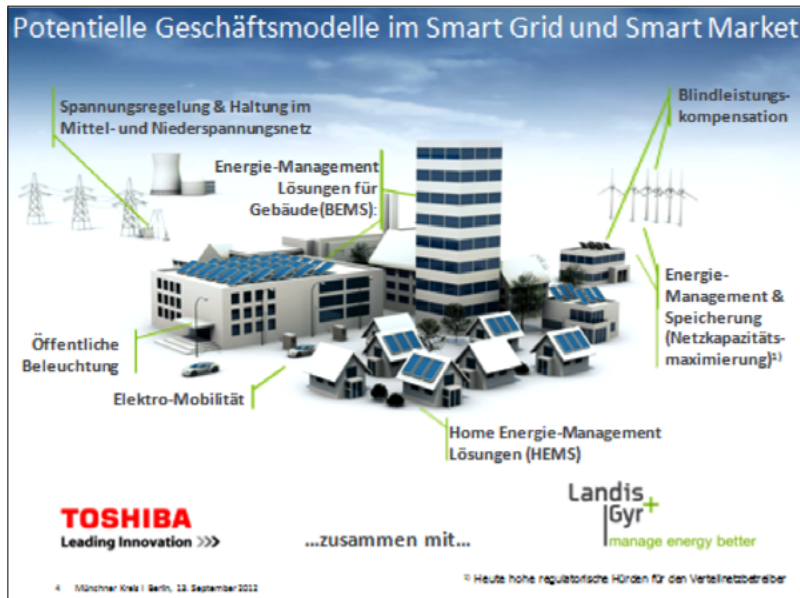 Potentielle Geschäftsmodelle im Smart Grid und Smart Market
Spannungsregelung & Haltung im
Mittel- und Niederspannungsnetz
Blindleistungs-
kompensation
Energie-Management
Lösungen für
Gebäude(BEMS):
Energie-
Management &
Speicherung
(Netzkapazitäts-
maximierung)¹⁾
Öffentliche
Beleuchtung
Elektro-Mobilität
Home Energie-Management
Lösungen (HEMS)
TOSHIBA
Leading Innovation >>>
...zusammen mit...
Landis
Gyr+
manage energy better
4 Münchner Kreis I Berlin, 13. September 2012
¹⁾ Heute hohe regulatorische Hürden für den Verteilnetzbetreiber